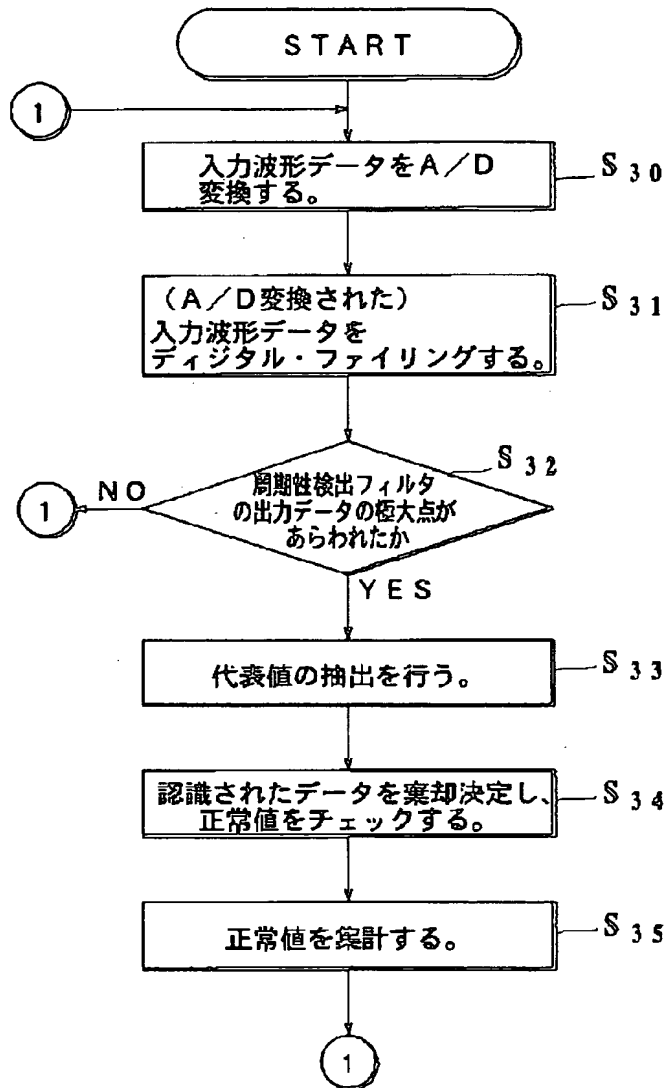 START
1
入力波形データをA/D
変換する。
S30
(A/D変換された)
入力波形データを
ディジタル・ファイリングする。
S31
周期性検出フィルタ
の出力データの極大点が
あらわれたか
S32
NO
1
YES
代表値の抽出を行う。
S33
認識されたデータを棄却決定し、
正常値をチェックする。
S34
正常値を集計する。
S35
1